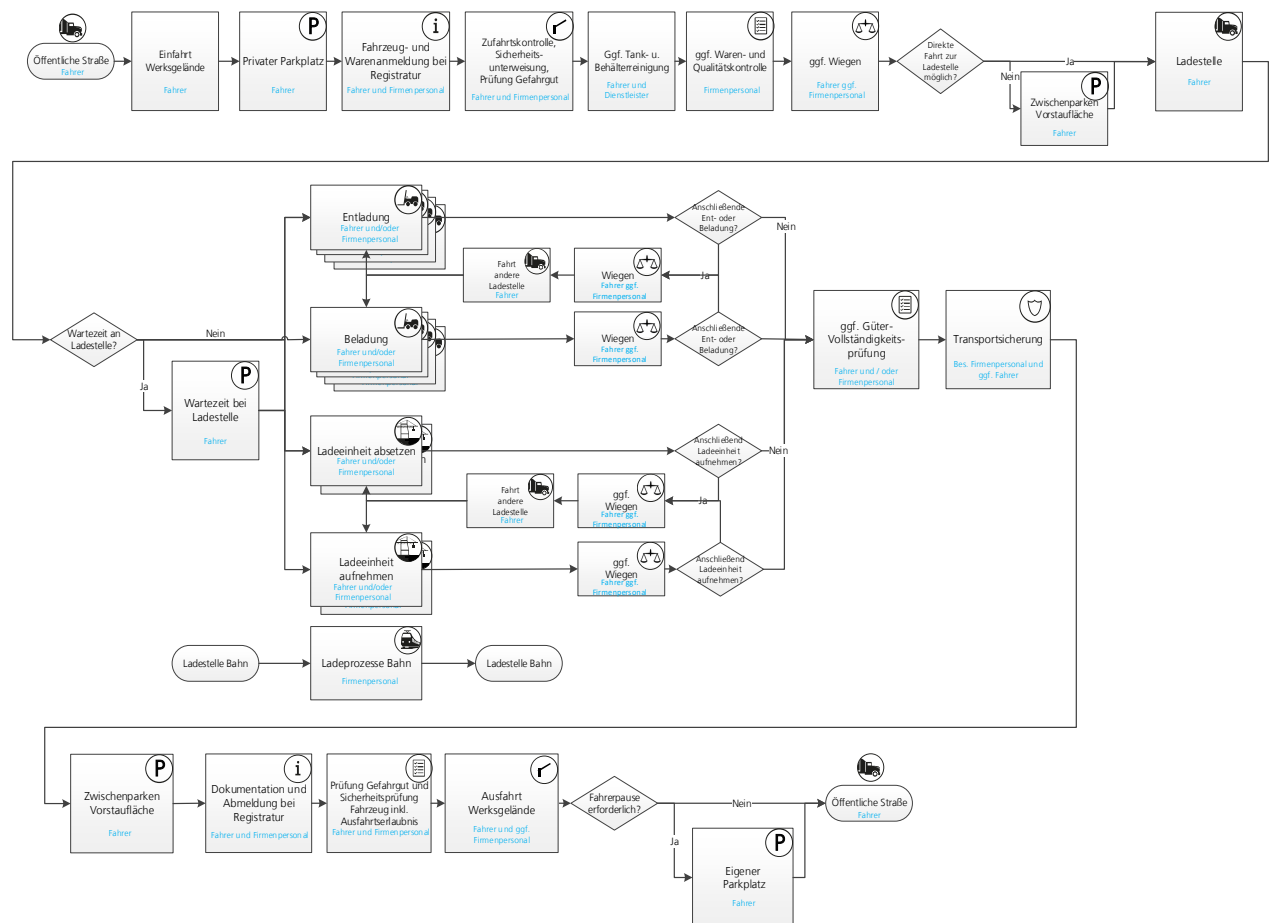 Öffentliche Straße
Fahrer
Einfahrt
Werksgelände
Fahrer
P
Privater Parkplatz
Fahrer
i
Fahrzeug- und
Warenanmeldung bei
Registratur
Fahrer und Firmenpersonal
Zufahrtskontrolle,
Sicherheits-
unterweisung,
Prüfung Gefahrgut
Fahrer und Firmenpersonal
Ggf. Tank- u.
Behälterreinigung
Fahrer und
Dienstleister
ggf. Waren- und
Qualitätskontrolle
Firmenpersonal
ggf. Wiegen
Fahrer ggf.
Firmenpersonal
Direkte
Fahrt zur
Ladestelle
möglich?
Ja
Nein
P
Zwischenparken
Vorstaufläche
Fahrer
Ladestelle
Fahrer
Wartezeit an
Ladestelle?
Nein
Ja
P
Wartezeit bei
Ladestelle
Fahrer
Entladung
Fahrer und/oder
Firmenpersonal
Anschließende
Ent- oder
Beladung?
Nein
Ja
Wiegen
Fahrer ggf.
Firmenpersonal
Fahrt
andere
Ladestelle
Fahrer
Beladung
Fahrer und/oder
Firmenpersonal
Firmenpersonal
Wiegen
Fahrer ggf.
Firmenpersonal
Anschließende
Ent- oder
Beladung?
ggf. Güter-
Vollständigkeits-
prüfung
Fahrer und / oder
Firmenpersonal
Transportsicherung
Bes. Firmenpersonal und
ggf. Fahrer
Ladeeinheit absetzen
Fahrer und/oder
Firmenpersonal
n
Anschließend
Ladeeinheit
aufnehmen?
Nein
Ja
ggf.
Wiegen
Fahrer ggf.
Firmenpersonal
Fahrt
andere
Ladestelle
Fahrer
Ladeeinheit
aufnehmen
Fahrer und/oder
Firmenpersonal
ggf.
Wiegen
Fahrer ggf.
Firmenpersonal
Anschließend
Ladeeinheit
aufnehmen?
Ladestelle Bahn
Ladeprozesse Bahn
Firmenpersonal
Ladestelle Bahn
P
Zwischenparken
Vorstaufläche
Fahrer
i
Dokumentation und
Abmeldung bei
Registratur
Fahrer und Firmenpersonal
Prüfung Gefahrgut und
Sicherheitsprüfung
Fahrzeug inkl.
Ausfahrtserlaubnis
Fahrer und Firmenpersonal
Ausfahrt
Werksgelände
Fahrer und ggf.
Firmenpersonal
Fahrerpause
erforderlich?
Nein
Ja
P
Eigener
Parkplatz
Fahrer
Öffentliche Straße
Fahrer